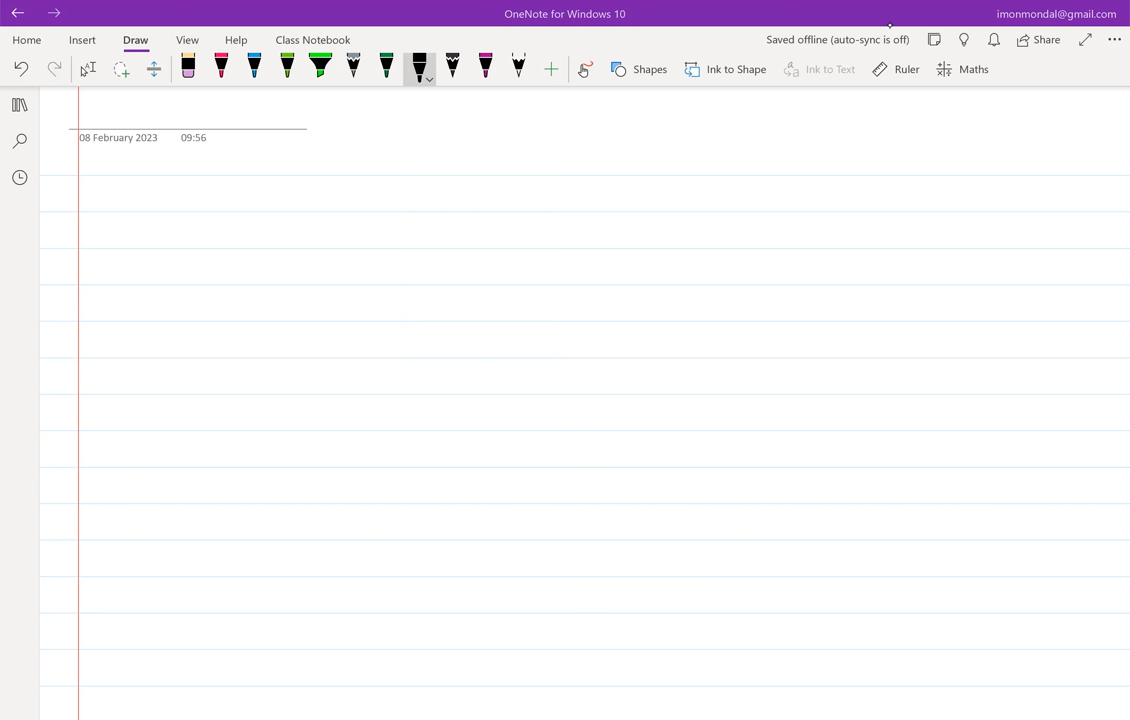 OneNote for Windows 10
imonmondal@gmail.com
Home Insert Draw View Help Class Notebook
Saved offline (auto-sync is off) Share
Shapes Ink to Shape Ink to Text Ruler Maths
08 February 2023 09:56